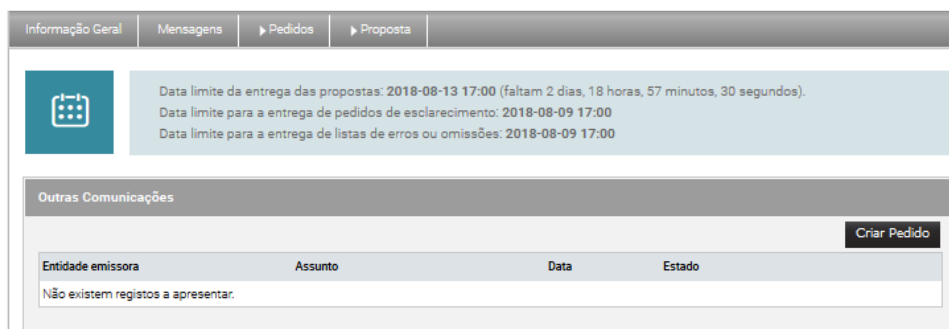 Informação Geral Mensagens Pedidos Proposta
Data limite da entrega das propostas: 2018-08-13 17:00 (faltam 2 dias, 18 horas, 57 minutos, 30 segundos).
Data limite para a entrega de pedidos de esclarecimento: 2018-08-09 17:00
Data limite para a entrega de listas de erros ou omissões: 2018-08-09 17:00
Outras Comunicações
Criar Pedido
Entidade emissora Assunto Data Estado
Não existem registos a apresentar.